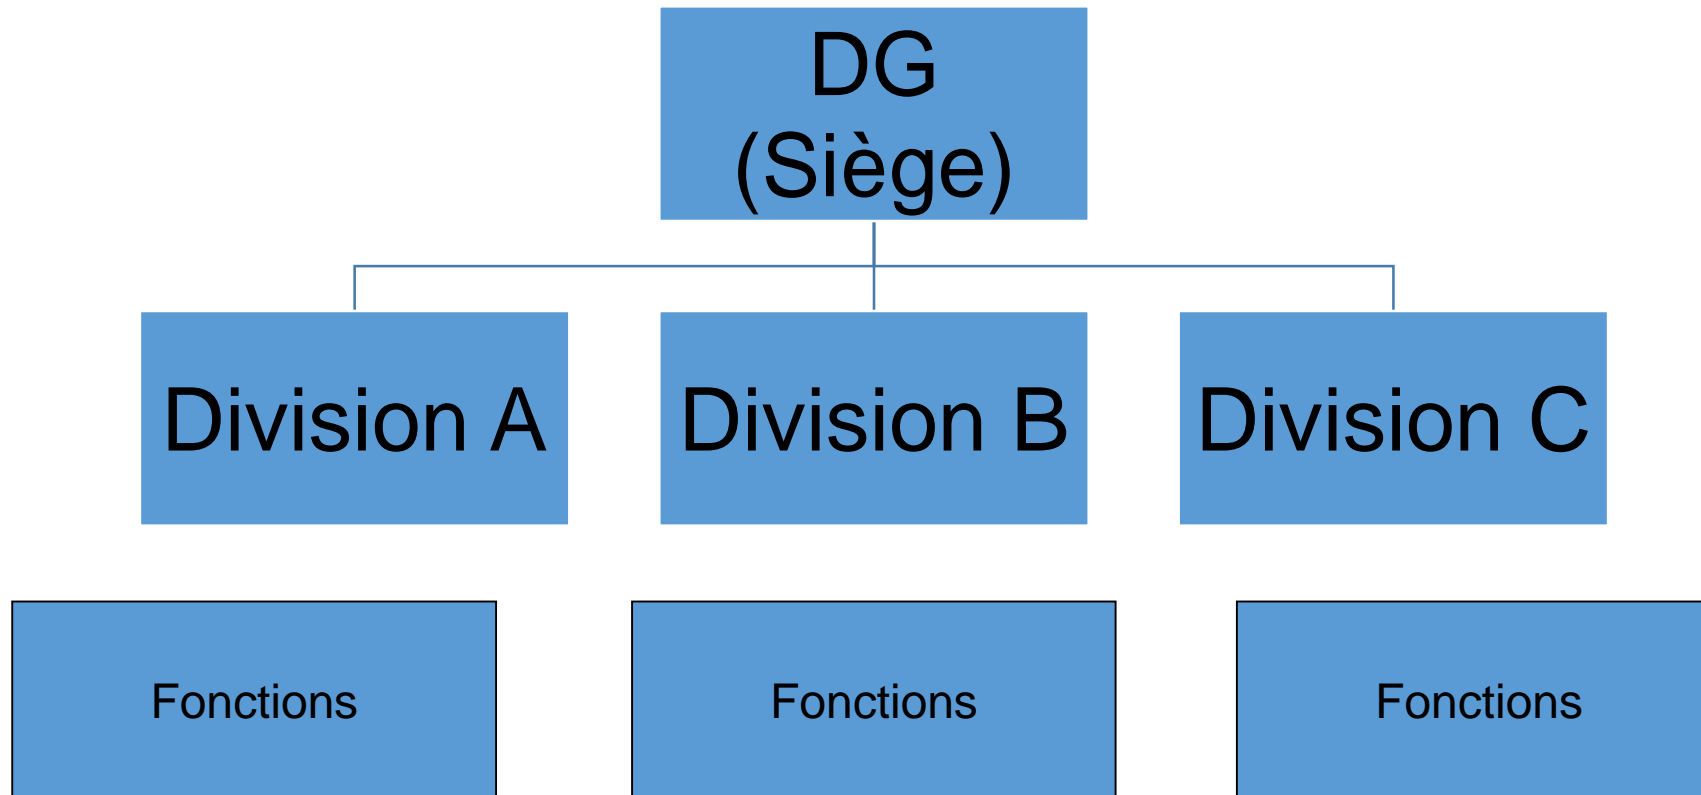 DG
(Siège)
Division A
Division B
Division C
Fonctions
Fonctions
Fonctions